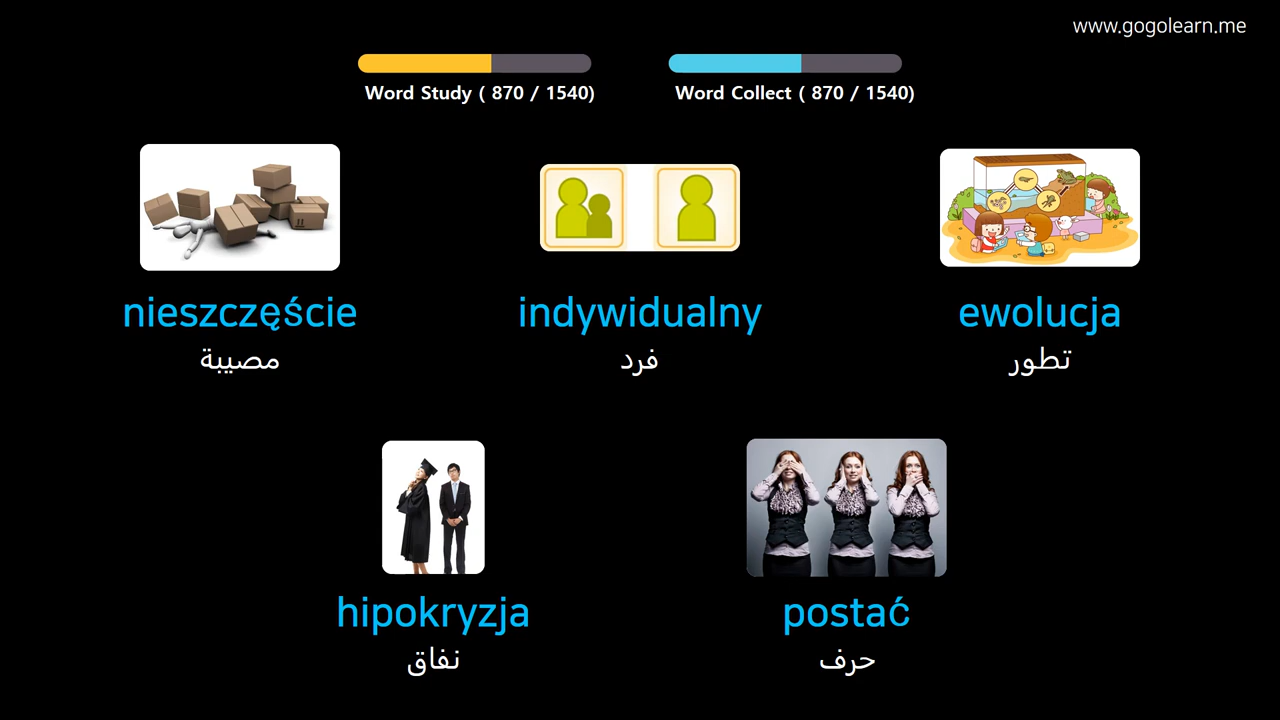 www.gogolearn.me
Word Study ( 870 / 1540)
Word Collect ( 870 / 1540)
nieszczęście
مصيبة
indywidualny
فرد
ewolucja
تطور
hipokryzja
نفاق
postać
حرف